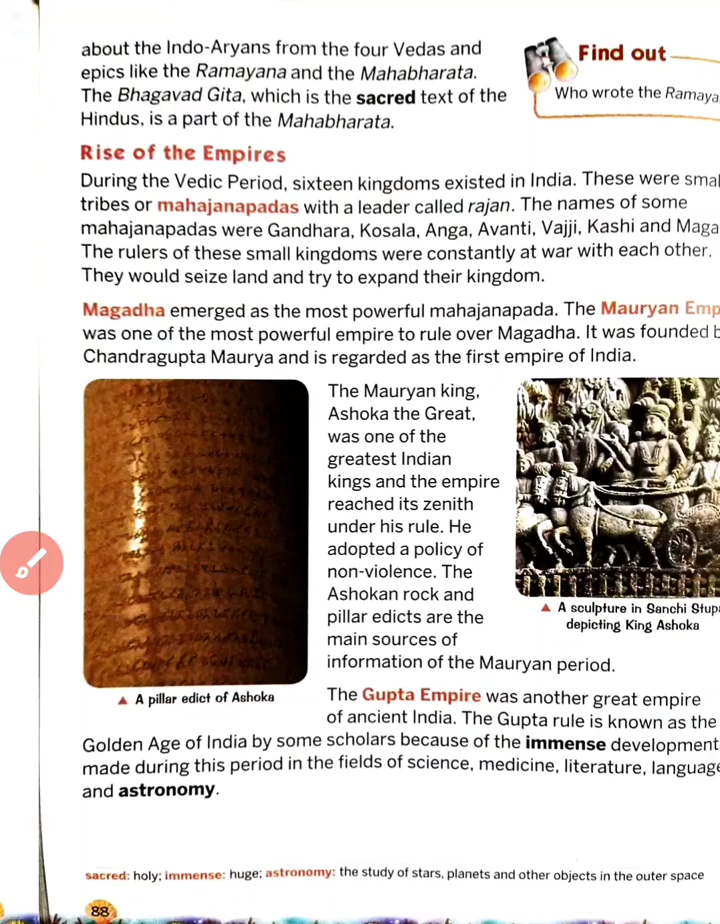 about the Indo-Aryans from the four Vedas and
epics like the Ramayana and the Mahabharata.
The Bhagavad Gita, which is the sacred text of the
Hindus, is a part of the Mahabharata.
Find out
Who wrote the Ramaya
Rise of the Empires
During the Vedic Period, sixteen kingdoms existed in India. These were smal
tribes or mahajanapadas with a leader called rajan. The names of some
mahajanapadas were Gandhara, Kosala, Anga, Avanti, Vajji, Kashi and Maga
The rulers of these small kingdoms were constantly at war with each other.
They would seize land and try to expand their kingdom.
Magadha emerged as the most powerful mahajanapada. The Mauryan Emp
was one of the most powerful empire to rule over Magadha. It was founded b
Chandragupta Maurya and is regarded as the first empire of India.
The Mauryan king,
Ashoka the Great,
was one of the
greatest Indian
kings and the empire
reached its zenith
under his rule. He
adopted a policy of
non-violence. The
Ashokan rock and
pillar edicts are the
main sources of
information of the Mauryan period.
▲ A pillar edict of Ashoka
▲ A sculpture in Sanchi Stup
depicting King Ashoka
The Gupta Empire was another great empire
of ancient India. The Gupta rule is known as the
Golden Age of India by some scholars because of the immense development
made during this period in the fields of science, medicine, literature, language
and astronomy.
sacred: holy; immense: huge; astronomy: the study of stars, planets and other objects in the outer space
88